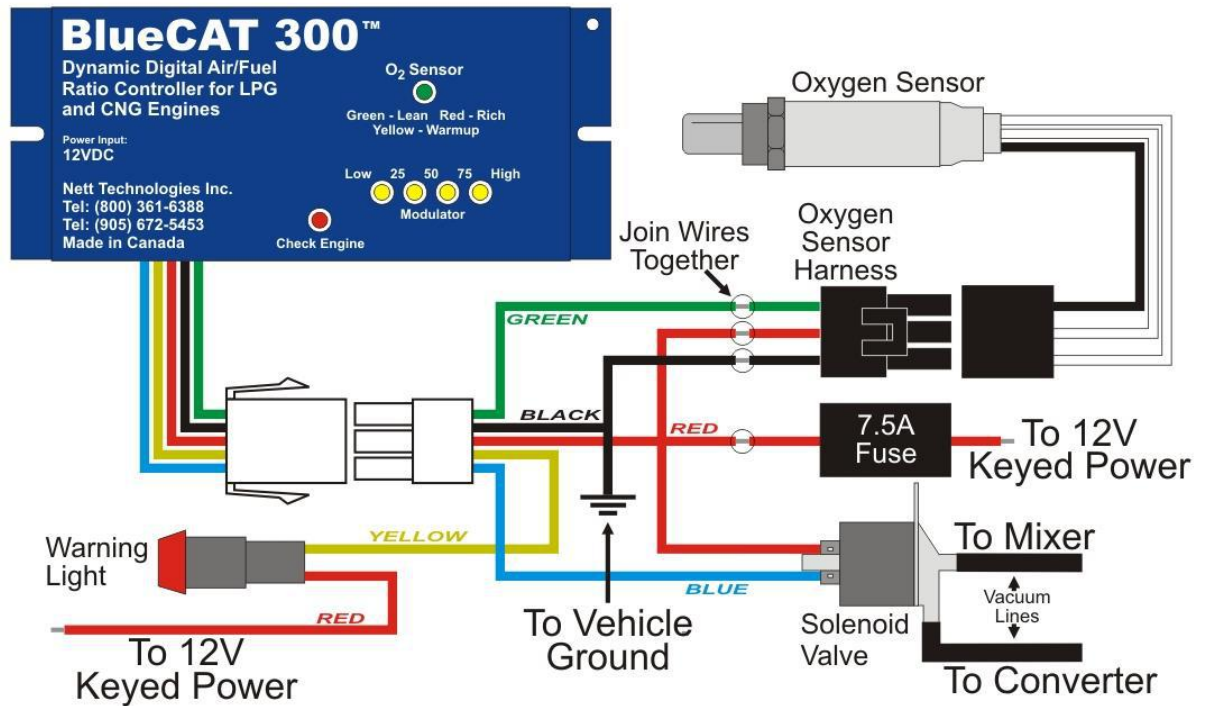 BlueCAT 300™
Dynamic Digital Air/Fuel
Ratio Controller for LPG
and CNG Engines
Power Input:
12VDC
Nett Technologies Inc.
Tel: (800) 361-6388
Tel: (905) 672-5453
Made in Canada
O2 Sensor
Green - Lean Red - Rich
Yellow - Warmup
Low 25 50 75 High
Modulator
Check Engine
Oxygen Sensor
Join Wires
Together
Oxygen
Sensor
Harness
GREEN
BLACK
RED
7.5A
Fuse
To 12V
Keyed Power
Warning
Light
YELLOW
RED
To 12V
Keyed Power
BLUE
To Vehicle
Ground
Solenoid
Valve
To Mixer
Vacuum
Lines
To Converter